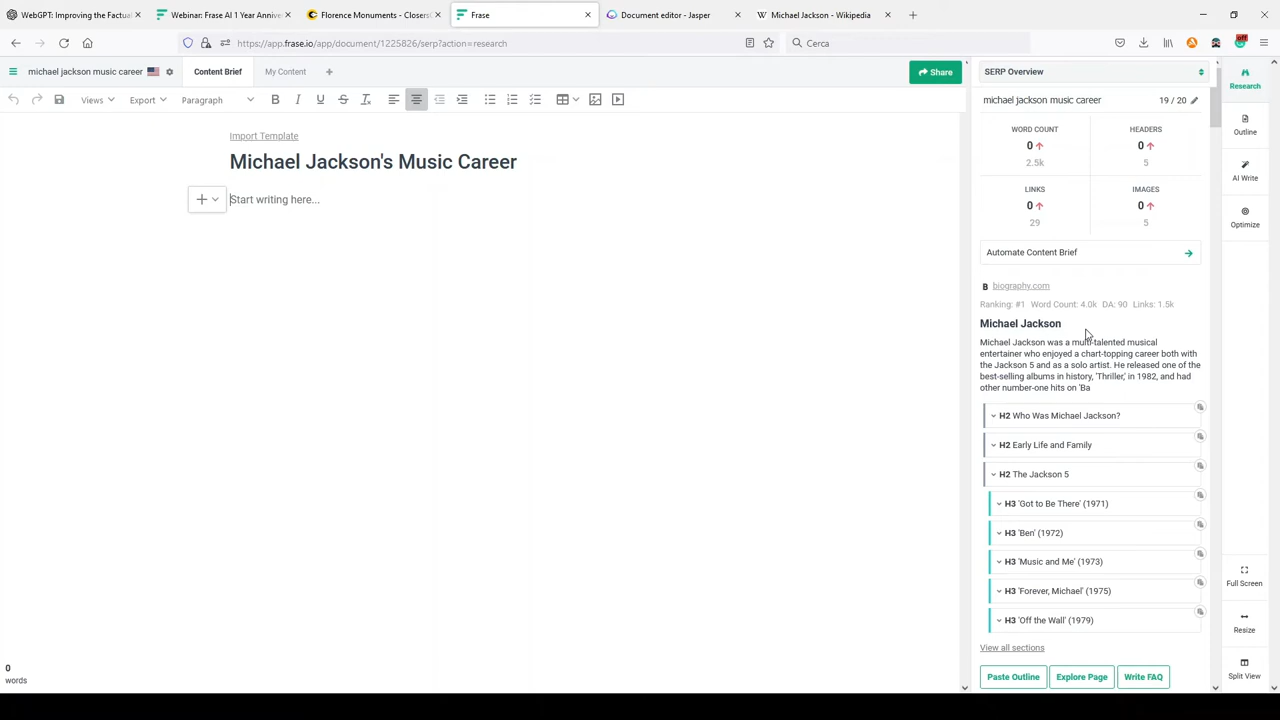 WebGPT: Improving the Factual
Webinar: Frase AI 1 Year Annive
Florence Monuments — Closers
Frase
Document editor - Jasper
Michael Jackson - Wikipedia
https://app.frase.io/app/document/1225826/serp?action=research
Cerca
off
michael jackson music career
Content Brief
My Content
Share
Views
Export
Paragraph
Import Template
Michael Jackson's Music Career
Start writing here...
0
words
SERP Overview
michael jackson music career
19 / 20
WORD COUNT
HEADERS
0
0
2.5k
5
LINKS
IMAGES
0
0
29
5
Automate Content Brief
B biography.com
Ranking: #1 Word Count: 4.0k DA: 90 Links: 1.5k
Michael Jackson
Michael Jackson was a multi-talented musical
entertainer who enjoyed a chart-topping career both with
the Jackson 5 and as a solo artist. He released one of the
best-selling albums in history, 'Thriller,' in 1982, and had
other number-one hits on 'Ba
H2 Who Was Michael Jackson?
H2 Early Life and Family
H2 The Jackson 5
H3 'Got to Be There' (1971)
H3 'Ben' (1972)
H3 'Music and Me' (1973)
H3 'Forever, Michael' (1975)
H3 'Off the Wall' (1979)
View all sections
Paste Outline
Explore Page
Write FAQ
Research
Outline
AI Write
Optimize
Full Screen
Resize
Split View